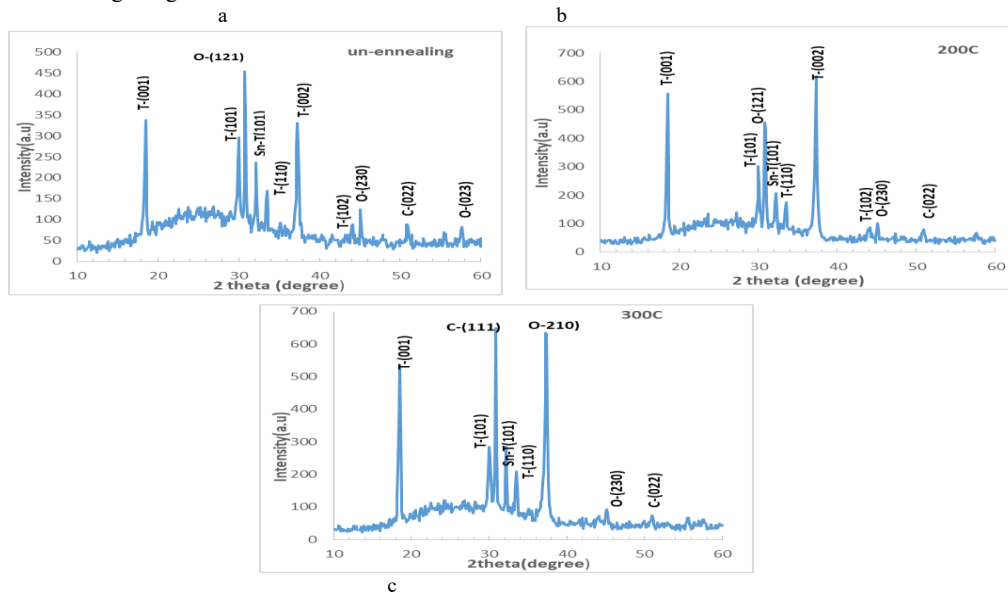 a
un-ennealing
500
450
400
350
300
250
200
150
100
50
0
Intensity(a.u)
T-(001)
T-(101)
O-(121)
Sn-T(101)
T-(110)
T-(002)
T-(102)
O-(230)
C-(022)
O-(023)
10 20 30 40 50 60
2 theta (degree)
b
200C
700
600
500
400
300
200
100
0
Intensity(a.u)
T-(001)
T-(101)
O-(121)
Sn-T(101)
T-(110)
T-(002)
T-(102)
O-(230)
C-(022)
10 20 30 40 50 60
2 theta (degree)
300C
700
600
500
400
300
200
100
0
Intensity(a.u)
T-(001)
T-(101)
C-(111)
Sn-T(101)
T-(110)
O-210)
O-(230)
C-(022)
10 20 30 40 50 60
2theta(degree)
c